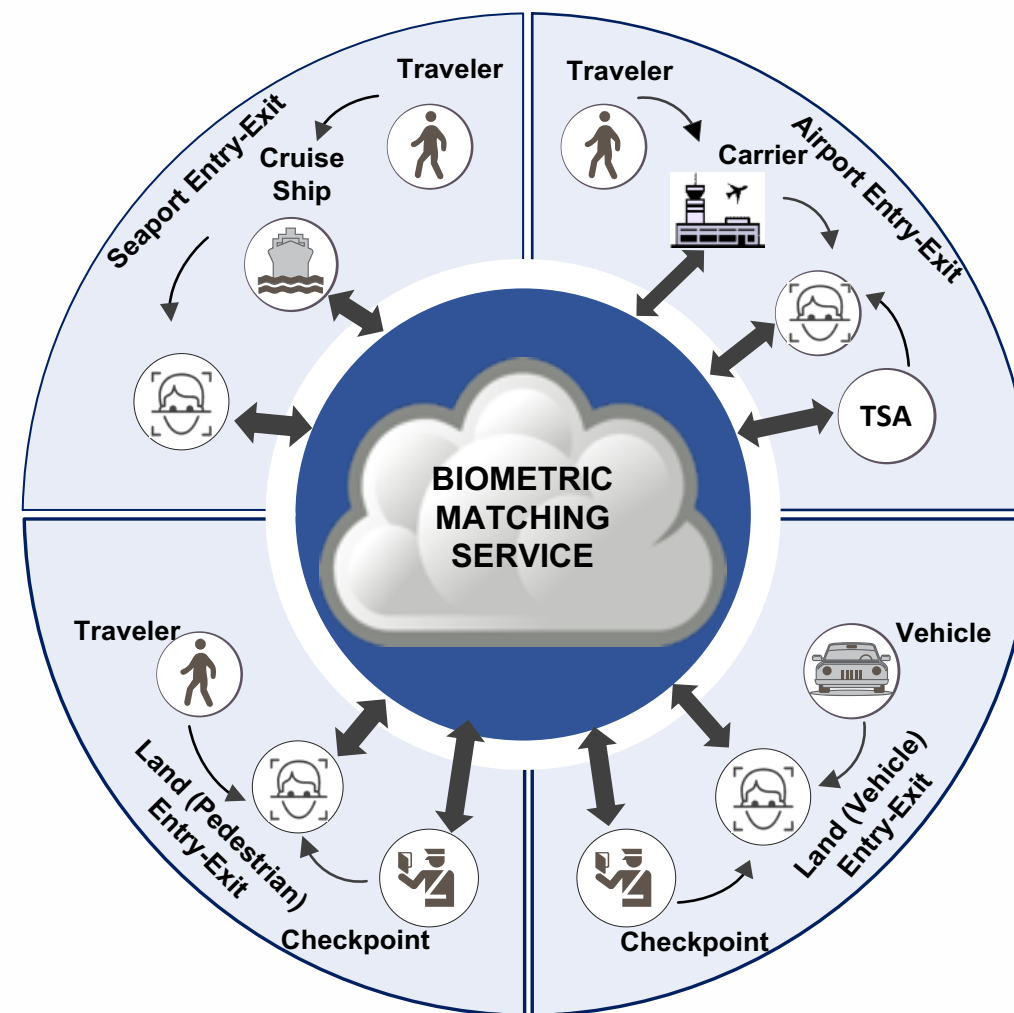 Traveler
Cruise
Ship
Seaport Entry-Exit
Traveler
Carrier
Airport Entry-Exit
TSA
BIOMETRIC
MATCHING
SERVICE
Traveler
Land (Pedestrian)
Entry-Exit
Checkpoint
Vehicle
Land (Vehicle)
Entry-Exit
Checkpoint